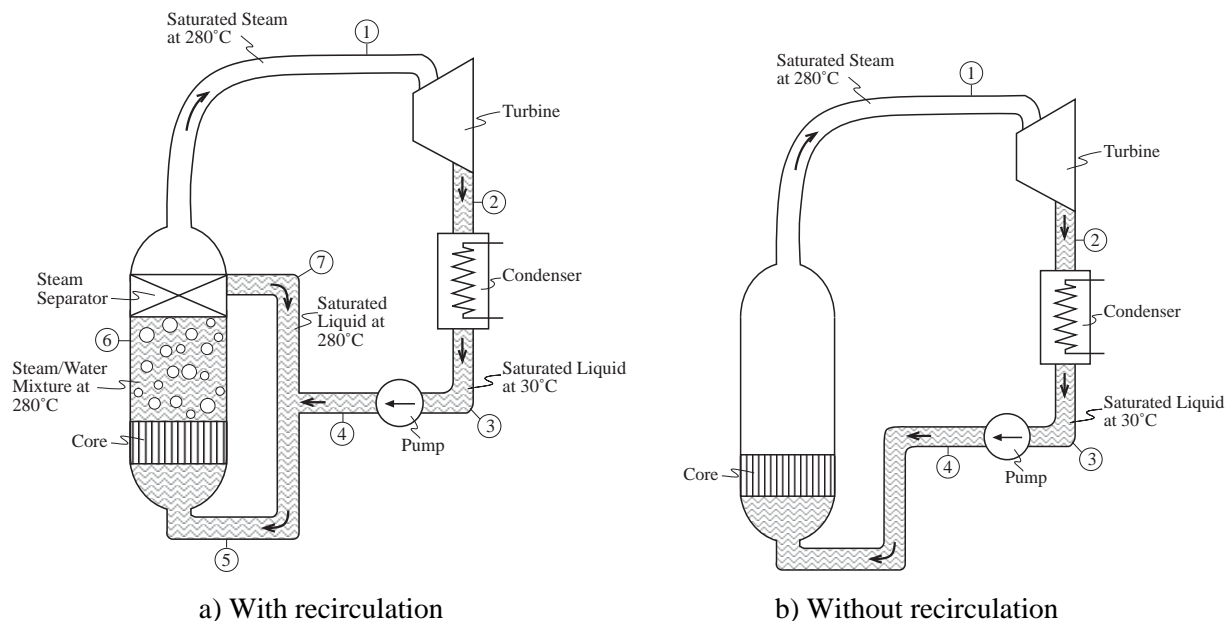 Saturated Steam
at 280˚C
1
Turbine
2
Steam
Separator
7
Condenser
Saturated
Liquid at
280˚C
6
Steam/Water
Mixture at
280˚C
Saturated Liquid
at 30˚C
3
4
Pump
Core
5
a) With recirculation
Saturated Steam
at 280˚C
1
Turbine
2
Condenser
Saturated Liquid
at 30˚C
3
4
Pump
Core
b) Without recirculation